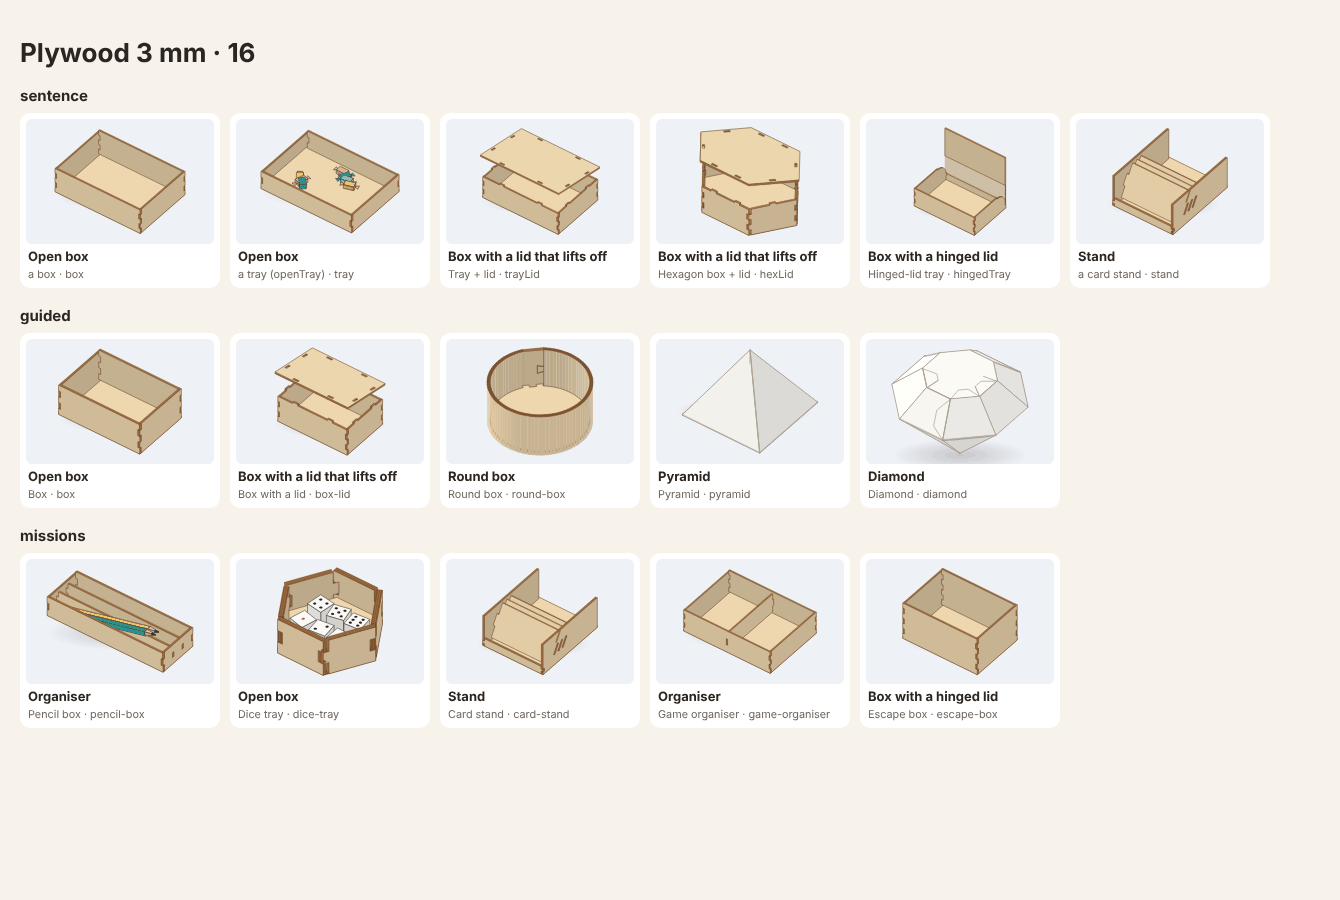 Plywood 3 mm · 16
sentence
Open box
a box · box
Open box
a tray (openTray) · tray
Box with a lid that lifts off
Tray + lid · trayLid
Box with a lid that lifts off
Hexagon box + lid · hexLid
Box with a hinged lid
Hinged-lid tray · hingedTray
Stand
a card stand · stand
guided
Open box
Box · box
Box with a lid that lifts off
Box with a lid · box-lid
Round box
Round box · round-box
Pyramid
Pyramid · pyramid
Diamond
Diamond · diamond
missions
Organiser
Pencil box · pencil-box
Open box
Dice tray · dice-tray
Stand
Card stand · card-stand
Organiser
Game organiser · game-organiser
Box with a hinged lid
Escape box · escape-box